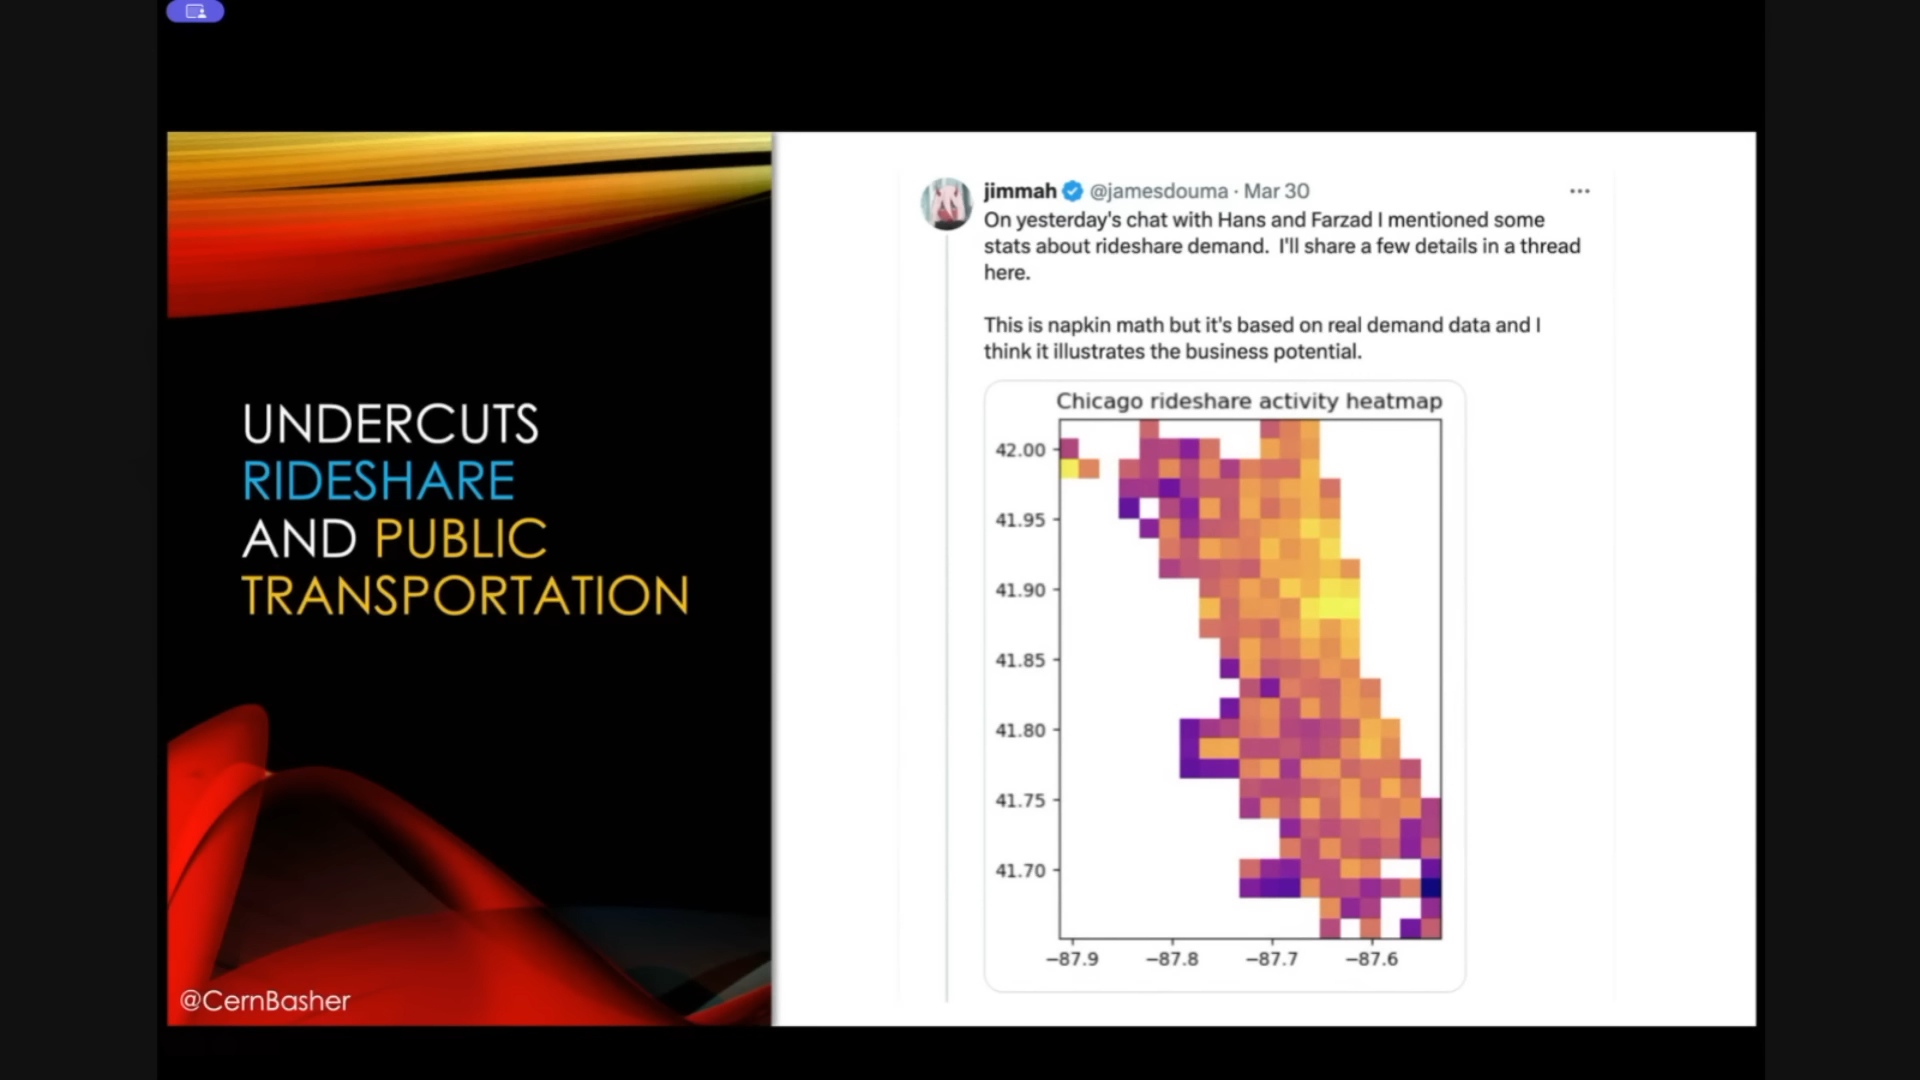 UNDERCUTS
RIDESHARE
AND PUBLIC
TRANSPORTATION
@CernBasher
jimmah @jamesdouma · Mar 30
On yesterday's chat with Hans and Farzad I mentioned some
stats about rideshare demand. I'll share a few details in a thread
here.
This is napkin math but it's based on real demand data and I
think it illustrates the business potential.
Chicago rideshare activity heatmap
42.00
41.95
41.90
41.85
41.80
41.75
41.70
−87.9 −87.8 −87.7 −87.6